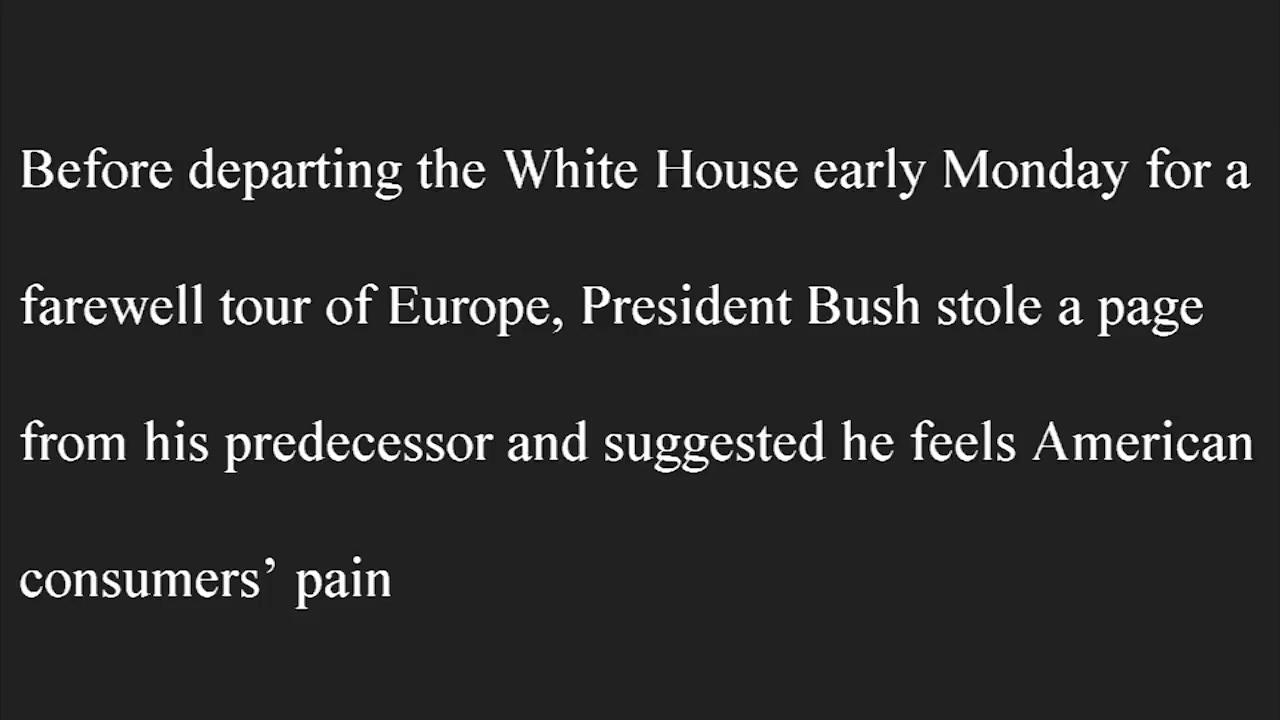 Before departing the White House early Monday for a
farewell tour of Europe, President Bush stole a page
from his predecessor and suggested he feels American
consumers’ pain